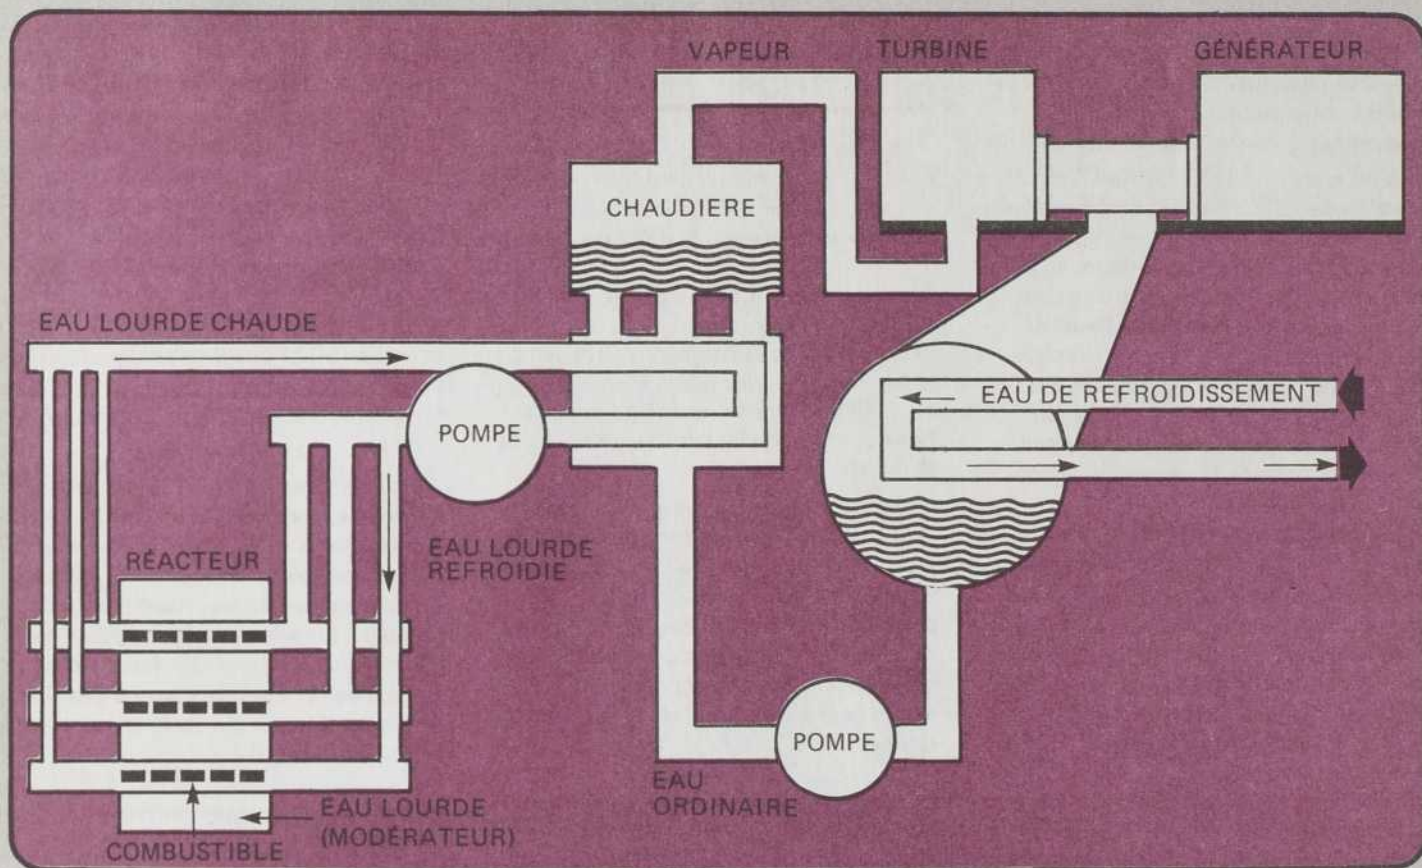 VAPEUR
TURBINE
GÉNÉRATEUR
CHAUDIERE
EAU LOURDE CHAUDE
POMPE
EAU DE REFROIDISSEMENT
EAU LOURDE
REFROIDIE
RÉACTEUR
POMPE
EAU
ORDINAIRE
EAU LOURDE
(MODÉRATEUR)
COMBUSTIBLE